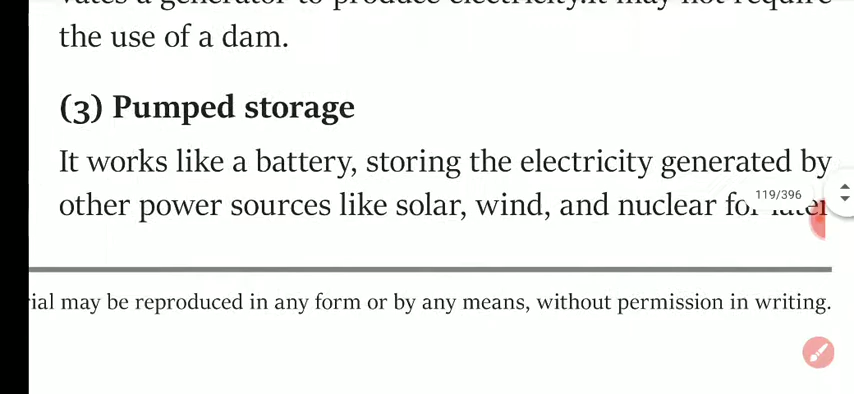 the use of a dam.
(3) Pumped storage
It works like a battery, storing the electricity generated by
other power sources like solar, wind, and nuclear
119/396
ial may be reproduced in any form or by any means, without permission in writing.